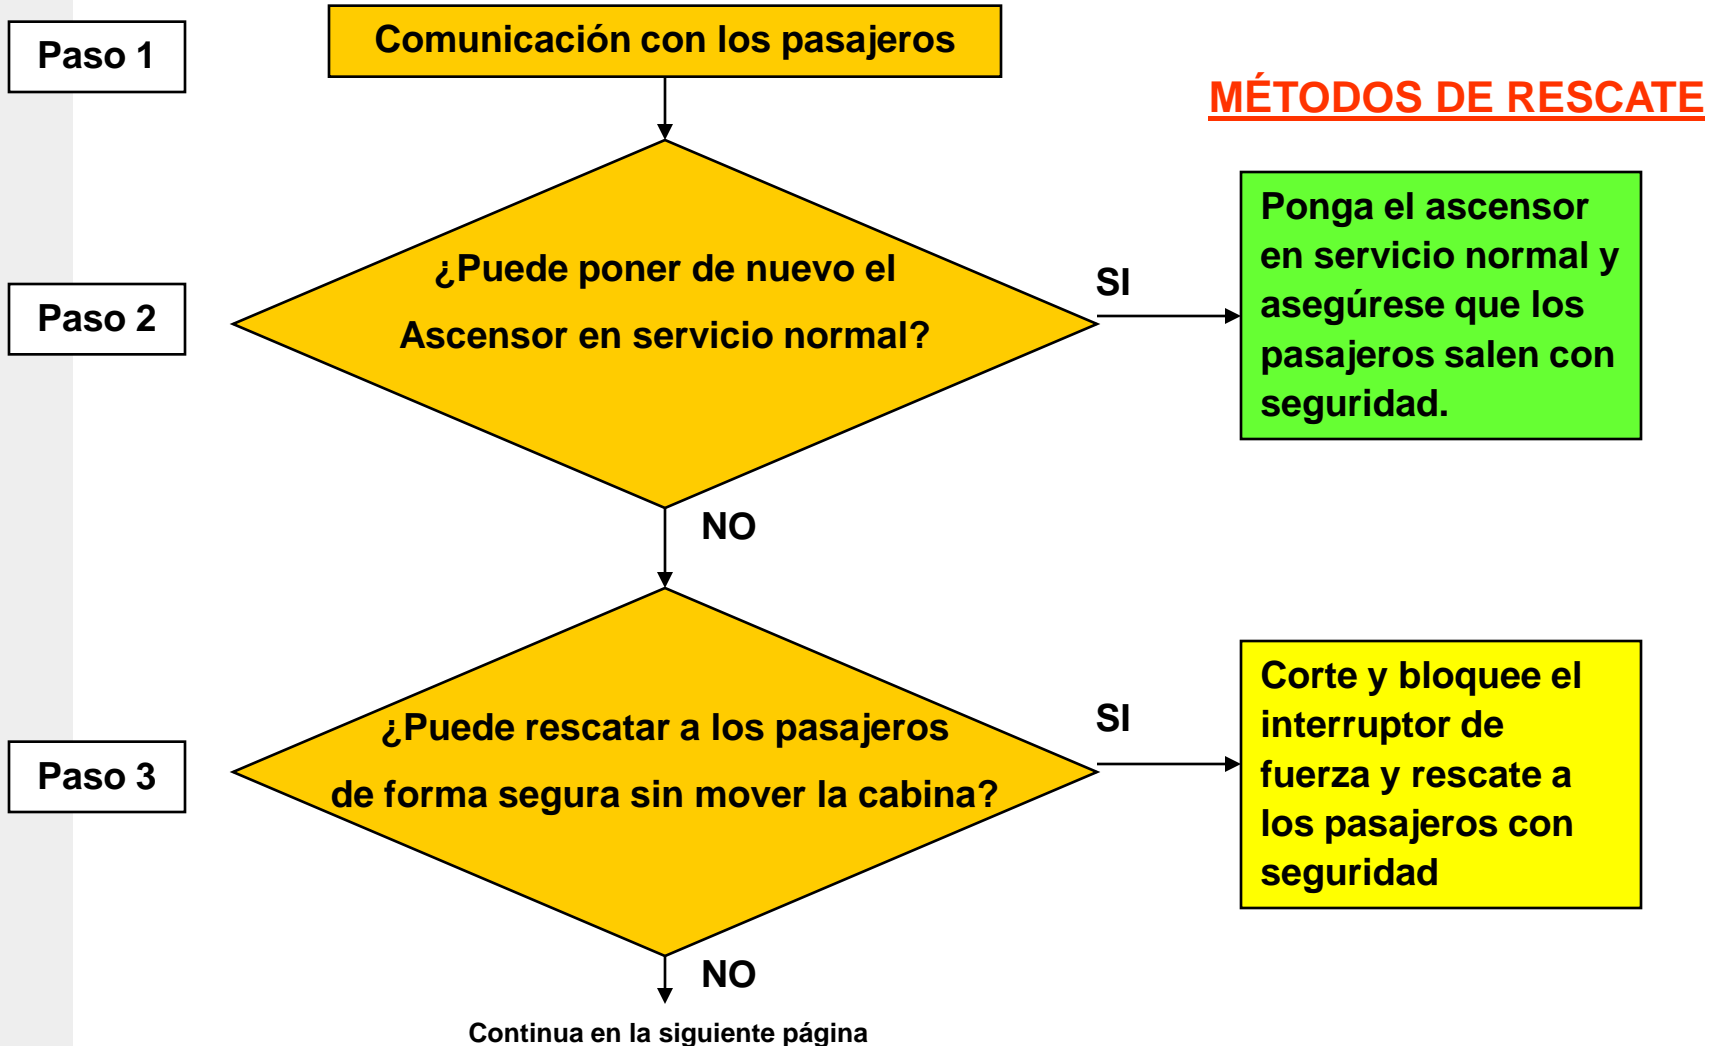 Paso 1
Comunicación con los pasajeros
MÉTODOS DE RESCATE
Paso 2
¿Puede poner de nuevo el
Ascensor en servicio normal?
SI
Ponga el ascensor
en servicio normal y
asegúrese que los
pasajeros salen con
seguridad.
NO
Paso 3
¿Puede rescatar a los pasajeros
de forma segura sin mover la cabina?
SI
Corte y bloquee el
interruptor de
fuerza y rescate a
los pasajeros con
seguridad
NO
Continua en la siguiente página